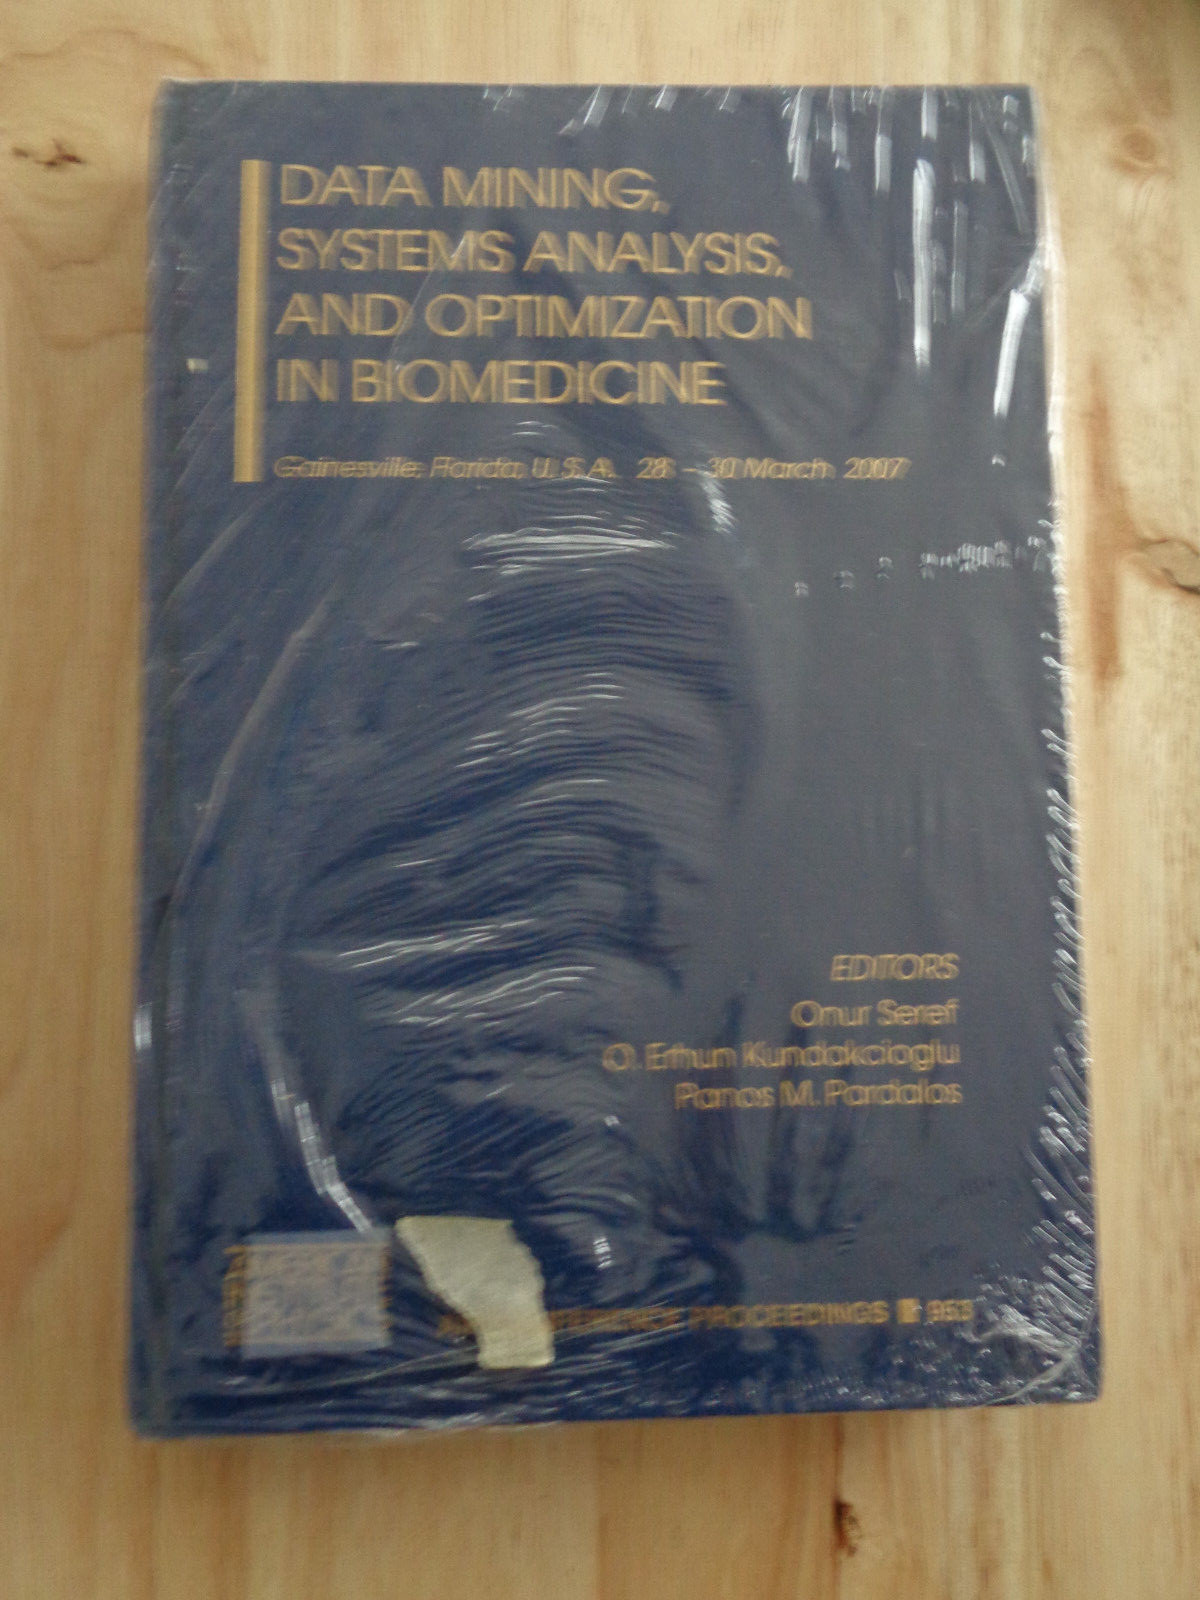 DATA MINING,
SYSTEMS ANALYSIS,
AND OPTIMIZATION
IN BIOMEDICINE
Gainesville, Florida, U.S.A. 28 – 30 March 2007
EDITORS
Onur Seref
O. Erhun Kundakcioglu
Panos M. Pardalos
PROCEEDINGS 953